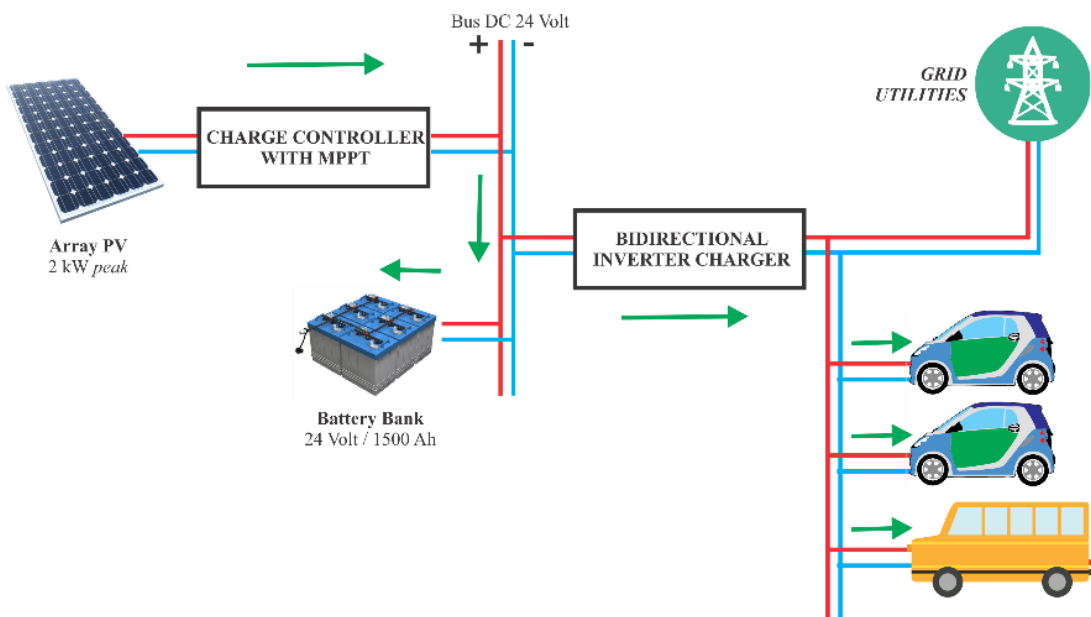 Bus DC 24 Volt
+ -
GRID
UTILITIES
CHARGE CONTROLLER
WITH MPPT
Array PV
2 kW peak
BIDIRECTIONAL
INVERTER CHARGER
Battery Bank
24 Volt / 1500 Ah